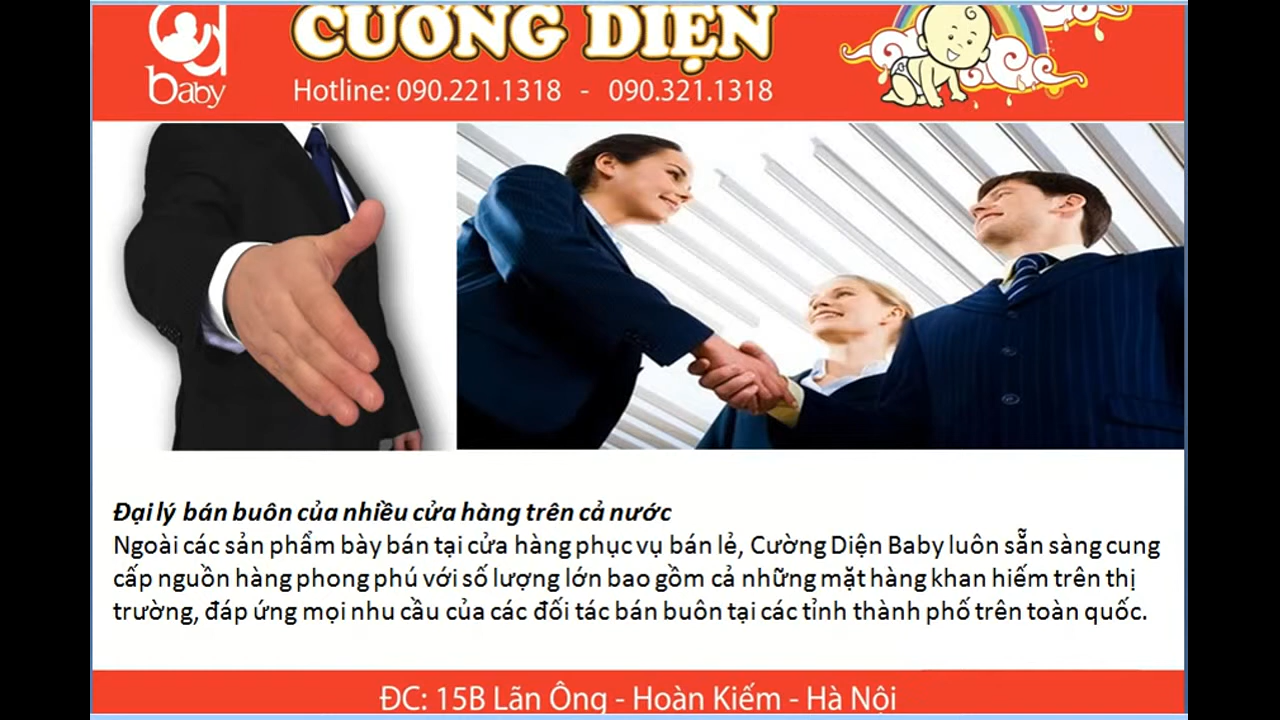 CƯỜNG DIỆN
baby
Hotline: 090.221.1318 - 090.321.1318
Đại lý bán buôn của nhiều cửa hàng trên cả nước
Ngoài các sản phẩm bày bán tại cửa hàng phục vụ bán lẻ, Cường Diện Baby luôn sẵn sàng cung
cấp nguồn hàng phong phú với số lượng lớn bao gồm cả những mặt hàng khan hiếm trên thị
trường, đáp ứng mọi nhu cầu của các đối tác bán buôn tại các tỉnh thành phố trên toàn quốc.
ĐC: 15B Lãn Ông - Hoàn Kiếm - Hà Nội